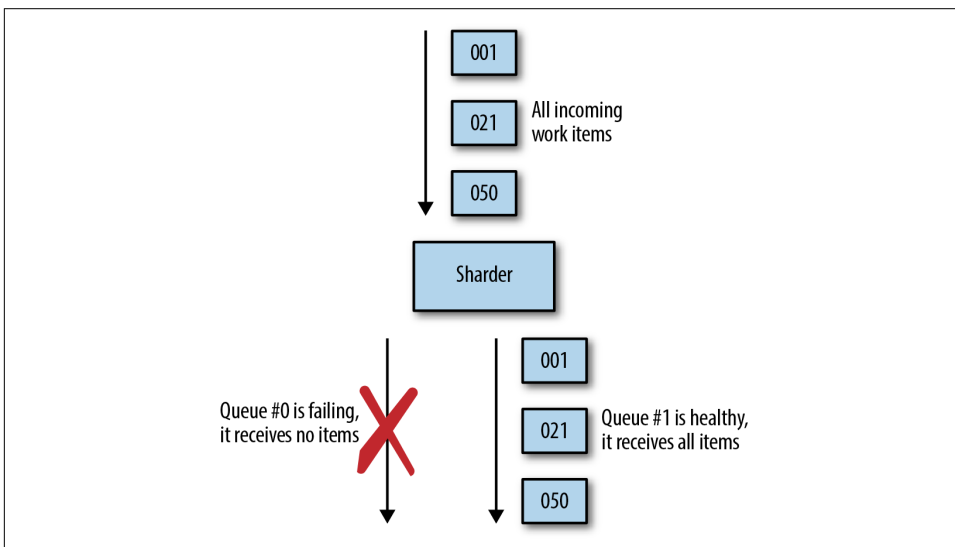 001
021
All incoming
work items
050
Sharder
001
Queue #0 is failing,
it receives no items
021
Queue #1 is healthy,
it receives all items
050